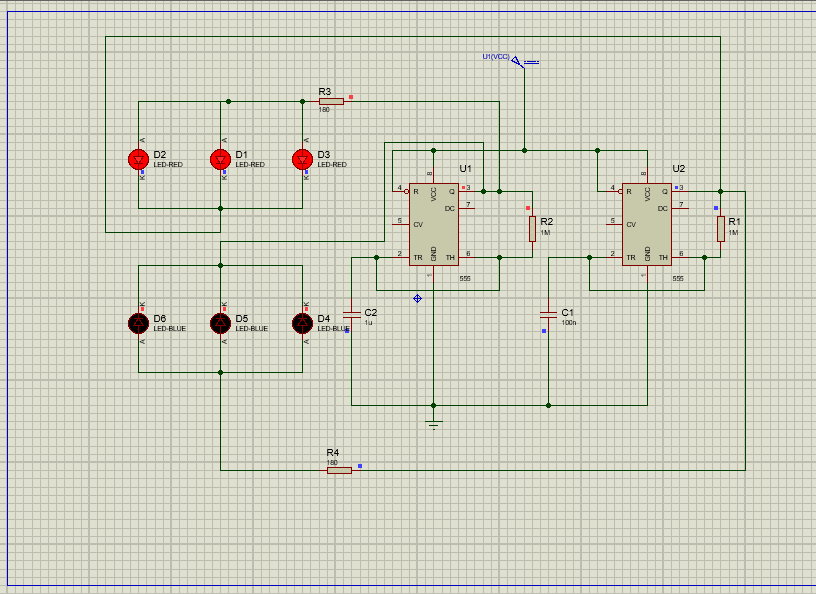 U1(VCC)
R3
180
D2
LED-RED
A
K
D1
LED-RED
A
K
D3
LED-RED
A
K
U1
4
R
VCC
8
Q
3
DC
7
5
CV
2
TR
GND
1
TH
6
555
R2
1M
U2
4
R
VCC
8
Q
3
DC
7
5
CV
2
TR
GND
1
TH
6
555
R1
1M
D6
LED-BLUE
K
A
D5
LED-BLUE
K
A
D4
LED-BLUE
K
A
C2
1u
C1
100n
R4
180